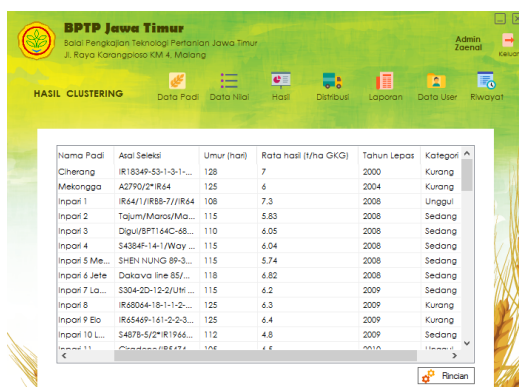 BPTP Jawa Timur
Balai Pengkajian Teknologi Pertanian Jawa Timur
Jl. Raya Karangploso KM 4, Malang
Admin
Zaenal
Keluar
HASIL CLUSTERING
Data Padi Data Nilai Hasil Distribusi Laporan Data User Riwayat
Nama Padi Asal Seleksi Umur (hari) Rata hasil (t/ha GKG) Tahun Lepas Kategori
Ciherang IR18349-53-1-3-1-... 128 7 2000 Kurang
Mekongga A2790/2*IR64 125 6 2004 Kurang
Inpari 1 IR64/1/IRBB-7//IR64 108 7.3 2008 Unggul
Inpari 2 Tajum/Maros/Ma... 115 5.83 2008 Sedang
Inpari 3 Digul/BPT164C-68... 110 6.05 2008 Sedang
Inpari 4 S4384F-14-1/Way ... 115 6.04 2008 Sedang
Inpari 5 Me... SHEN NUNG 89-3... 115 5.74 2008 Sedang
Inpari 6 Jete Dakava line 85/... 118 6.82 2008 Sedang
Inpari 7 La... S304-2D-12-2/Utri ... 115 6.2 2009 Sedang
Inpari 8 IR68064-18-1-1-2-... 125 6.3 2009 Kurang
Inpari 9 Elo IR65469-161-2-2-3... 125 6.4 2009 Kurang
Inpari 10 L... S487B-5/2*IR1966... 112 4.8 2009 Sedang
Rincian